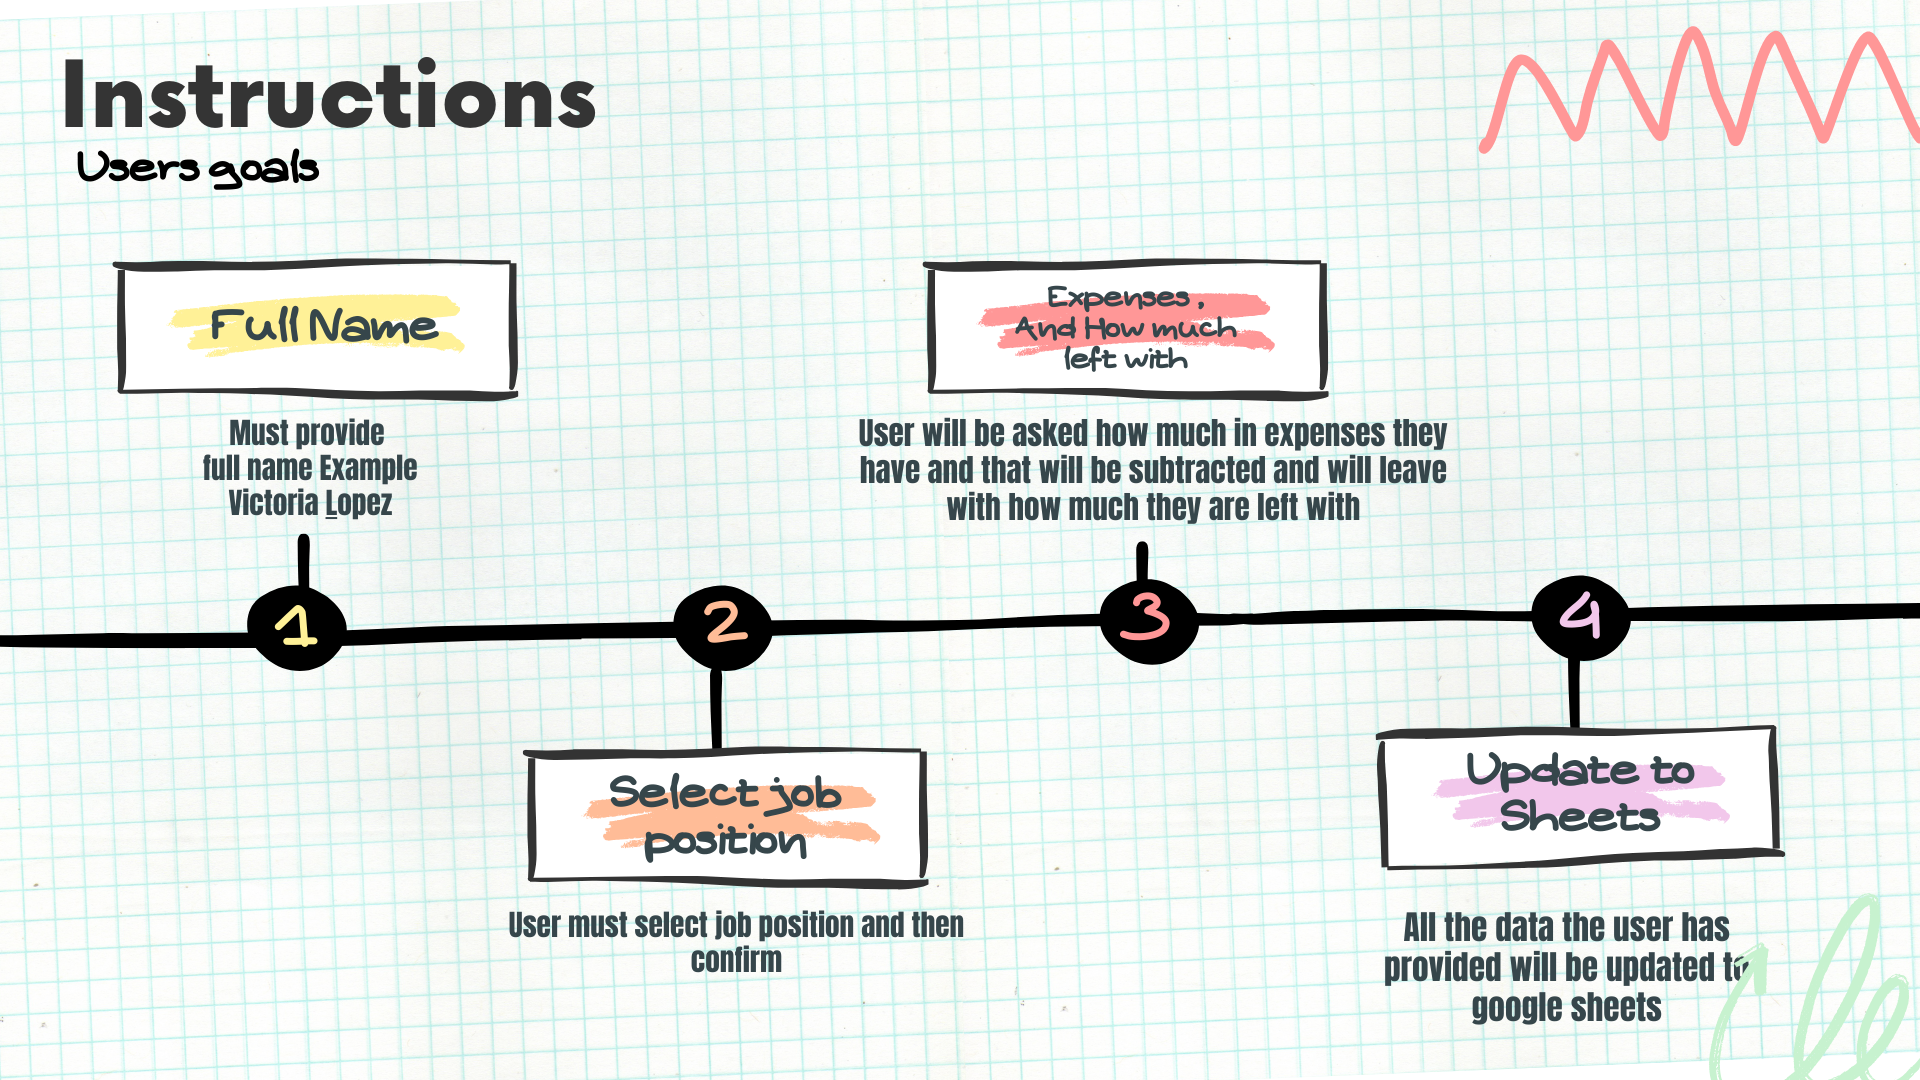 Instructions
Users goals
Full Name
Must provide
full name Example
Victoria Lopez
1
2
Select job
position
User must select job position and then
confirm
Expenses,
And How much
left with
User will be asked how much in expenses they
have and that will be subtracted and will leave
with how much they are left with
3
4
Update to
Sheets
All the data the user has
provided will be updated to
google sheets